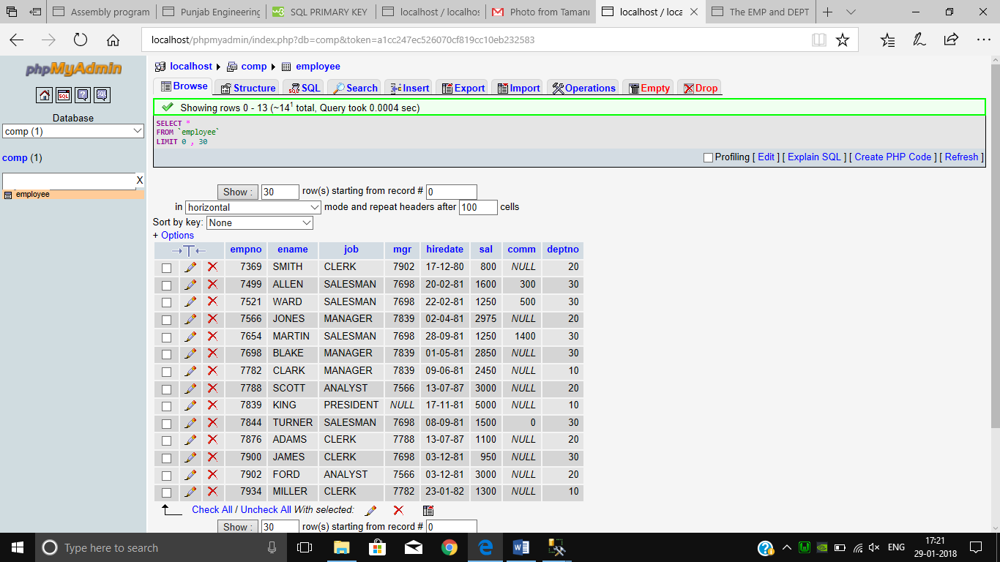 Assembly program
Punjab Engineering
SQL PRIMARY KEY
localhost / localhos
Photo from Tamann
localhost / loca
The EMP and DEPT
localhost/phpmyadmin/index.php?db=comp&token=a1cc247ec526070cf819cc10eb232583
phpMyAdmin
SQL
Database
comp (1)
comp (1)
X
employee
localhost comp employee
Browse Structure SQL Search Insert Export Import Operations Empty Drop
Showing rows 0 - 13 (~14¹ total, Query took 0.0004 sec)
SELECT *
FROM `employee`
LIMIT 0 , 30
Profiling [ Edit ] [ Explain SQL ] [ Create PHP Code ] [ Refresh ]
Show : 30 row(s) starting from record # 0
in horizontal mode and repeat headers after 100 cells
Sort by key: None
+ Options
empno ename job mgr hiredate sal comm deptno
7369 SMITH CLERK 7902 17-12-80 800 NULL 20
7499 ALLEN SALESMAN 7698 20-02-81 1600 300 30
7521 WARD SALESMAN 7698 22-02-81 1250 500 30
7566 JONES MANAGER 7839 02-04-81 2975 NULL 20
7654 MARTIN SALESMAN 7698 28-09-81 1250 1400 30
7698 BLAKE MANAGER 7839 01-05-81 2850 NULL 30
7782 CLARK MANAGER 7839 09-06-81 2450 NULL 10
7788 SCOTT ANALYST 7566 13-07-87 3000 NULL 20
7839 KING PRESIDENT NULL 17-11-81 5000 NULL 10
7844 TURNER SALESMAN 7698 08-09-81 1500 0 30
7876 ADAMS CLERK 7788 13-07-87 1100 NULL 20
7900 JAMES CLERK 7698 03-12-81 950 NULL 30
7902 FORD ANALYST 7566 03-12-81 3000 NULL 20
7934 MILLER CLERK 7782 23-01-82 1300 NULL 10
Check All / Uncheck All With selected:
Show : 30 row(s) starting from record # 0
Type here to search
ENG
17:21
29-01-2018